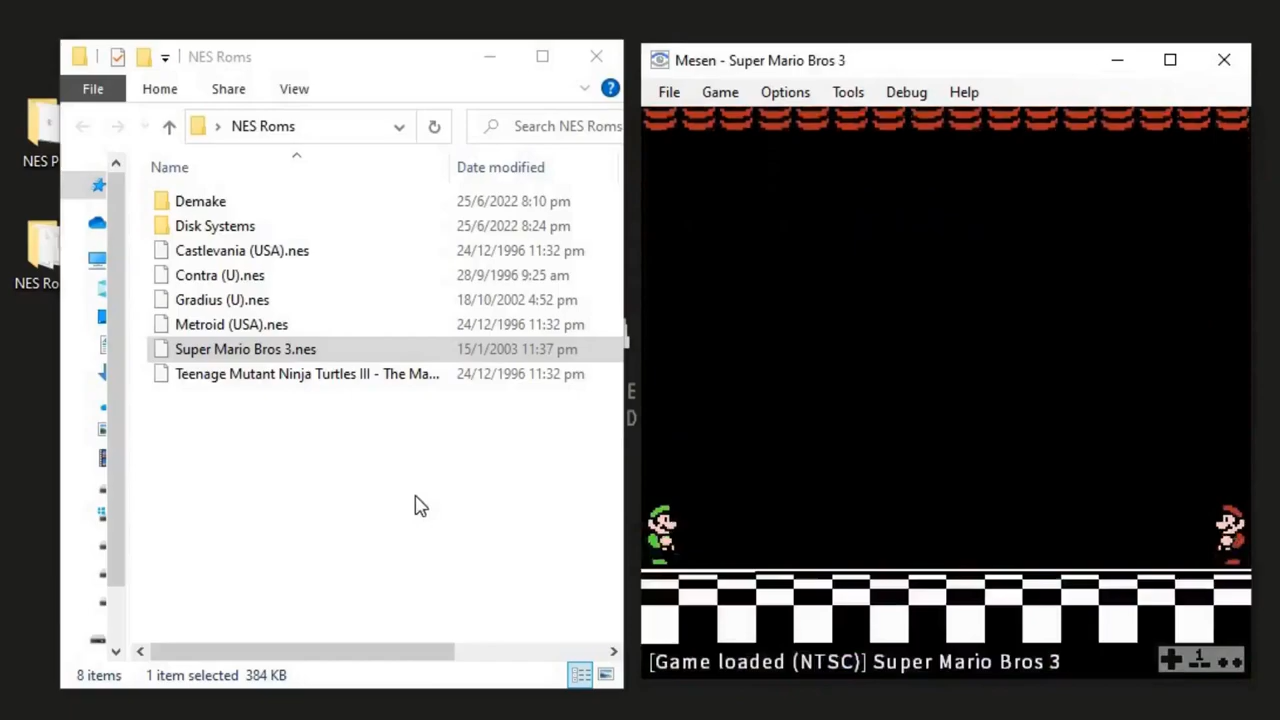 NES P
NES Ro
NES Roms
File Home Share View
NES Roms
Search NES Roms
Name Date modified
Demake 25/6/2022 8:10 pm
Disk Systems 25/6/2022 8:24 pm
Castlevania (USA).nes 24/12/1996 11:32 pm
Contra (U).nes 28/9/1996 9:25 am
Gradius (U).nes 18/10/2002 4:52 pm
Metroid (USA).nes 24/12/1996 11:32 pm
Super Mario Bros 3.nes 15/1/2003 11:37 pm
Teenage Mutant Ninja Turtles III - The Ma... 24/12/1996 11:32 pm
8 items 1 item selected 384 KB
E
D
Mesen - Super Mario Bros 3
File Game Options Tools Debug Help
[Game loaded (NTSC)] Super Mario Bros 3
1